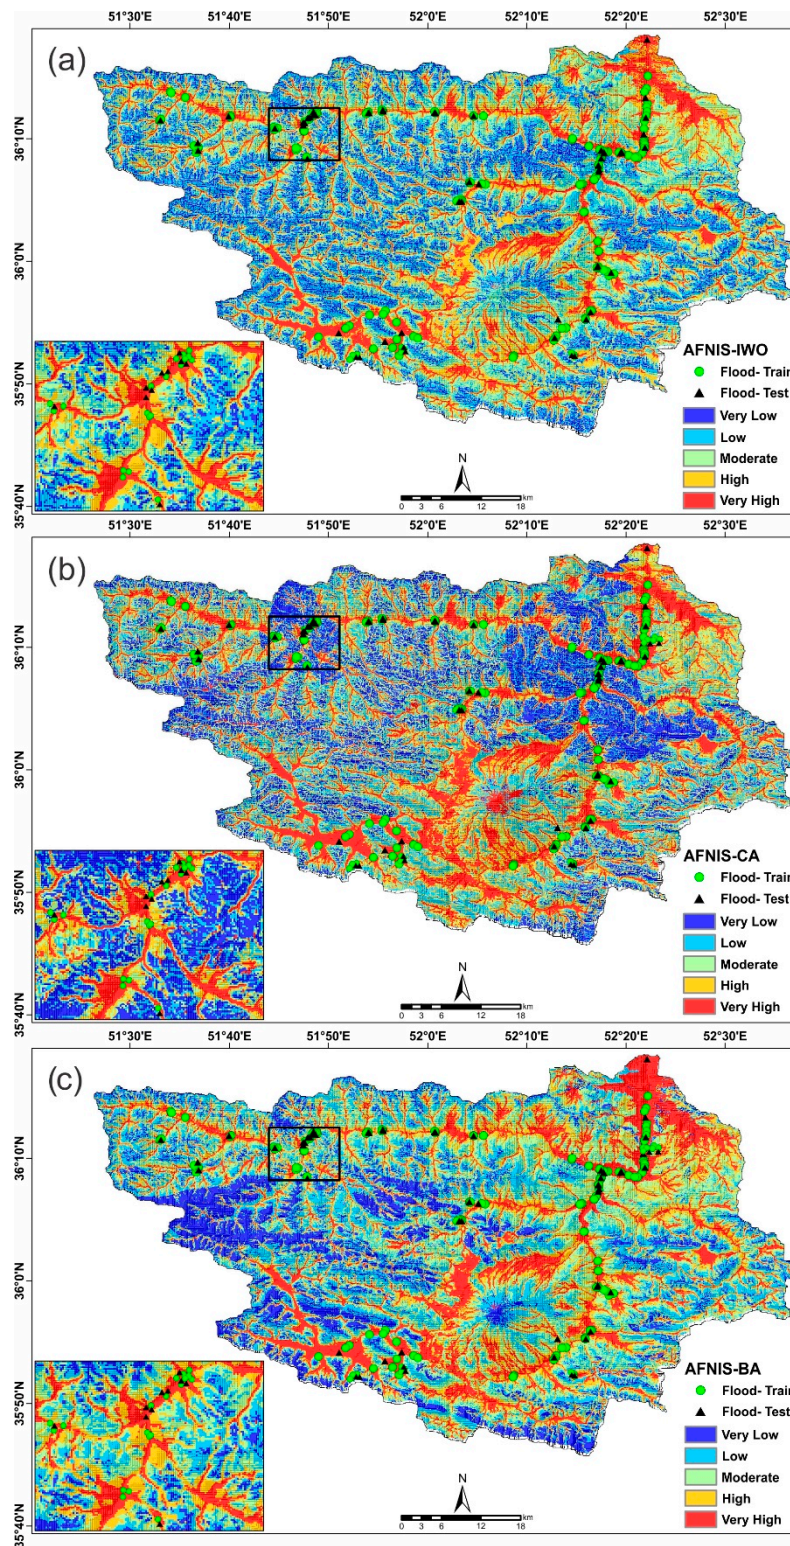 51°30'E 51°40'E 51°50'E 52°0'E 52°10'E 52°20'E 52°30'E
(a)
36°10'N
36°0'N
35°50'N
35°40'N
AFNIS-IWO
Flood- Train
Flood- Test
Very Low
Low
Moderate
High
Very High
N
km
0 3 6 12 18
51°30'E 51°40'E 51°50'E 52°0'E 52°10'E 52°20'E 52°30'E
(b)
36°10'N
36°0'N
35°50'N
35°40'N
AFNIS-CA
Flood- Train
Flood- Test
Very Low
Low
Moderate
High
Very High
N
km
0 3 6 12 18
51°30'E 51°40'E 51°50'E 52°0'E 52°10'E 52°20'E 52°30'E
(c)
36°10'N
36°0'N
35°50'N
35°40'N
AFNIS-BA
Flood- Train
Flood- Test
Very Low
Low
Moderate
High
Very High
N
km
0 3 6 12 18